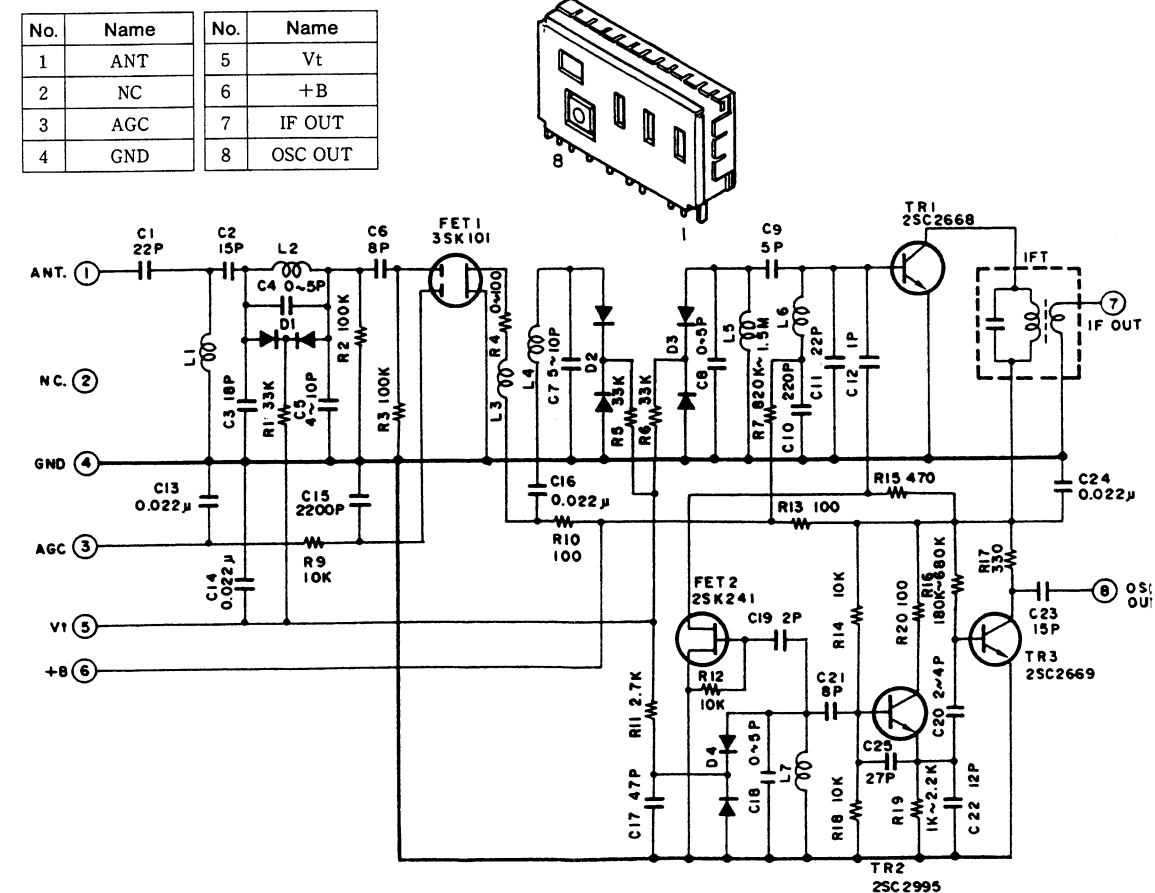 No. Name No. Name
1 ANT 5 Vt
2 NC 6 +B
3 AGC 7 IF OUT
4 GND 8 OSC OUT
8
1
TR1
2SC2668
FET1
3SK101
C1
22P
C2
15P
L2
C6
8P
C9
5P
IFT
ANT. 1
C4 0~5P
D1
7
IF OUT
L1
R2 100K
R4 0~100
L4
C7 5~10P
D2
D3
C8 0~5P
L5
L6
C11 22P
C12 1P
NC. 2
C3 18P
R1 33K
C5
4~10P
R3 100K
L3
R5 33K
R6 33K
R7 820K~1.5M
C10 220P
GND 4
C13
0.022μ
C15
2200P
C16
0.022μ
R15 470
C24
0.022μ
R13 100
AGC 3
R9
10K
R10
100
C14
0.022μ
FET2
2SK241
C19 2P
R14 10K
R20 100
R16
180K~680K
R17
330
8 OSC
OU
C23
15P
Vt 5
+B 6
TR3
2SC2669
R12
10K
C21
8P
C20 2~4P
R11 2.7K
D4
C18 0~5P
L7
C25
27P
C17 47P
R18 10K
R19
1K~2.2K
C22 12P
TR2
2SC2995